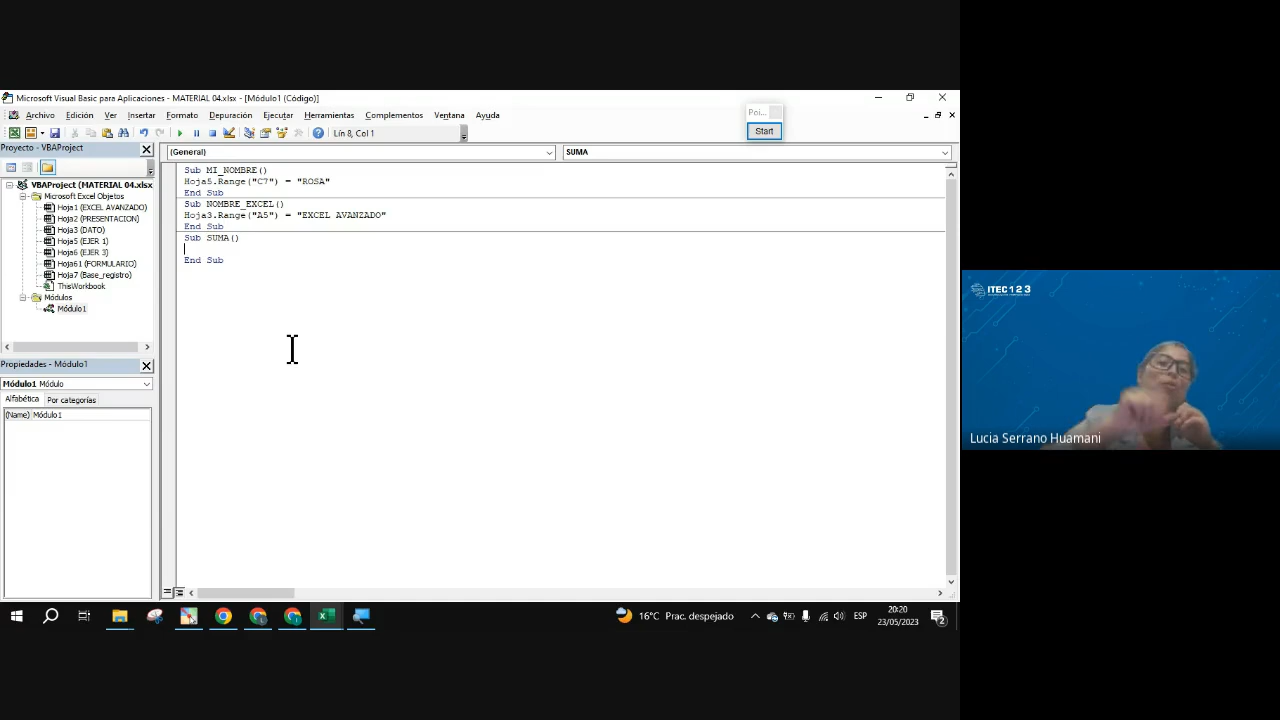 Microsoft Visual Basic para Aplicaciones - MATERIAL 04.xlsx - [Módulo1 (Código)]
Archivo Edición Ver Insertar Formato Depuración Ejecutar Herramientas Complementos Ventana Ayuda
Poi...
Start
Lín 8, Col 1
Proyecto - VBAProject
(General)
SUMA
VBAProject (MATERIAL 04.xlsx
Microsoft Excel Objetos
Hoja1 (EXCEL AVANZADO)
Hoja2 (PRESENTACION)
Hoja3 (DATO)
Hoja5 (EJER 1)
Hoja6 (EJER 3)
Hoja61 (FORMULARIO)
Hoja7 (Base_registro)
ThisWorkbook
Módulos
Módulo1
Sub MI_NOMBRE()
Hoja5.Range("C7") = "ROSA"
End Sub
Sub NOMBRE_EXCEL()
Hoja3.Range("A5") = "EXCEL AVANZADO"
End Sub
Sub SUMA()
End Sub
Propiedades - Módulo1
Módulo1 Módulo
Alfabética Por categorías
(Name) Módulo1
ITEC 1 2 3
Lucia Serrano Huamani
16°C Prac. despejado
ESP
20:20
23/05/2023
2